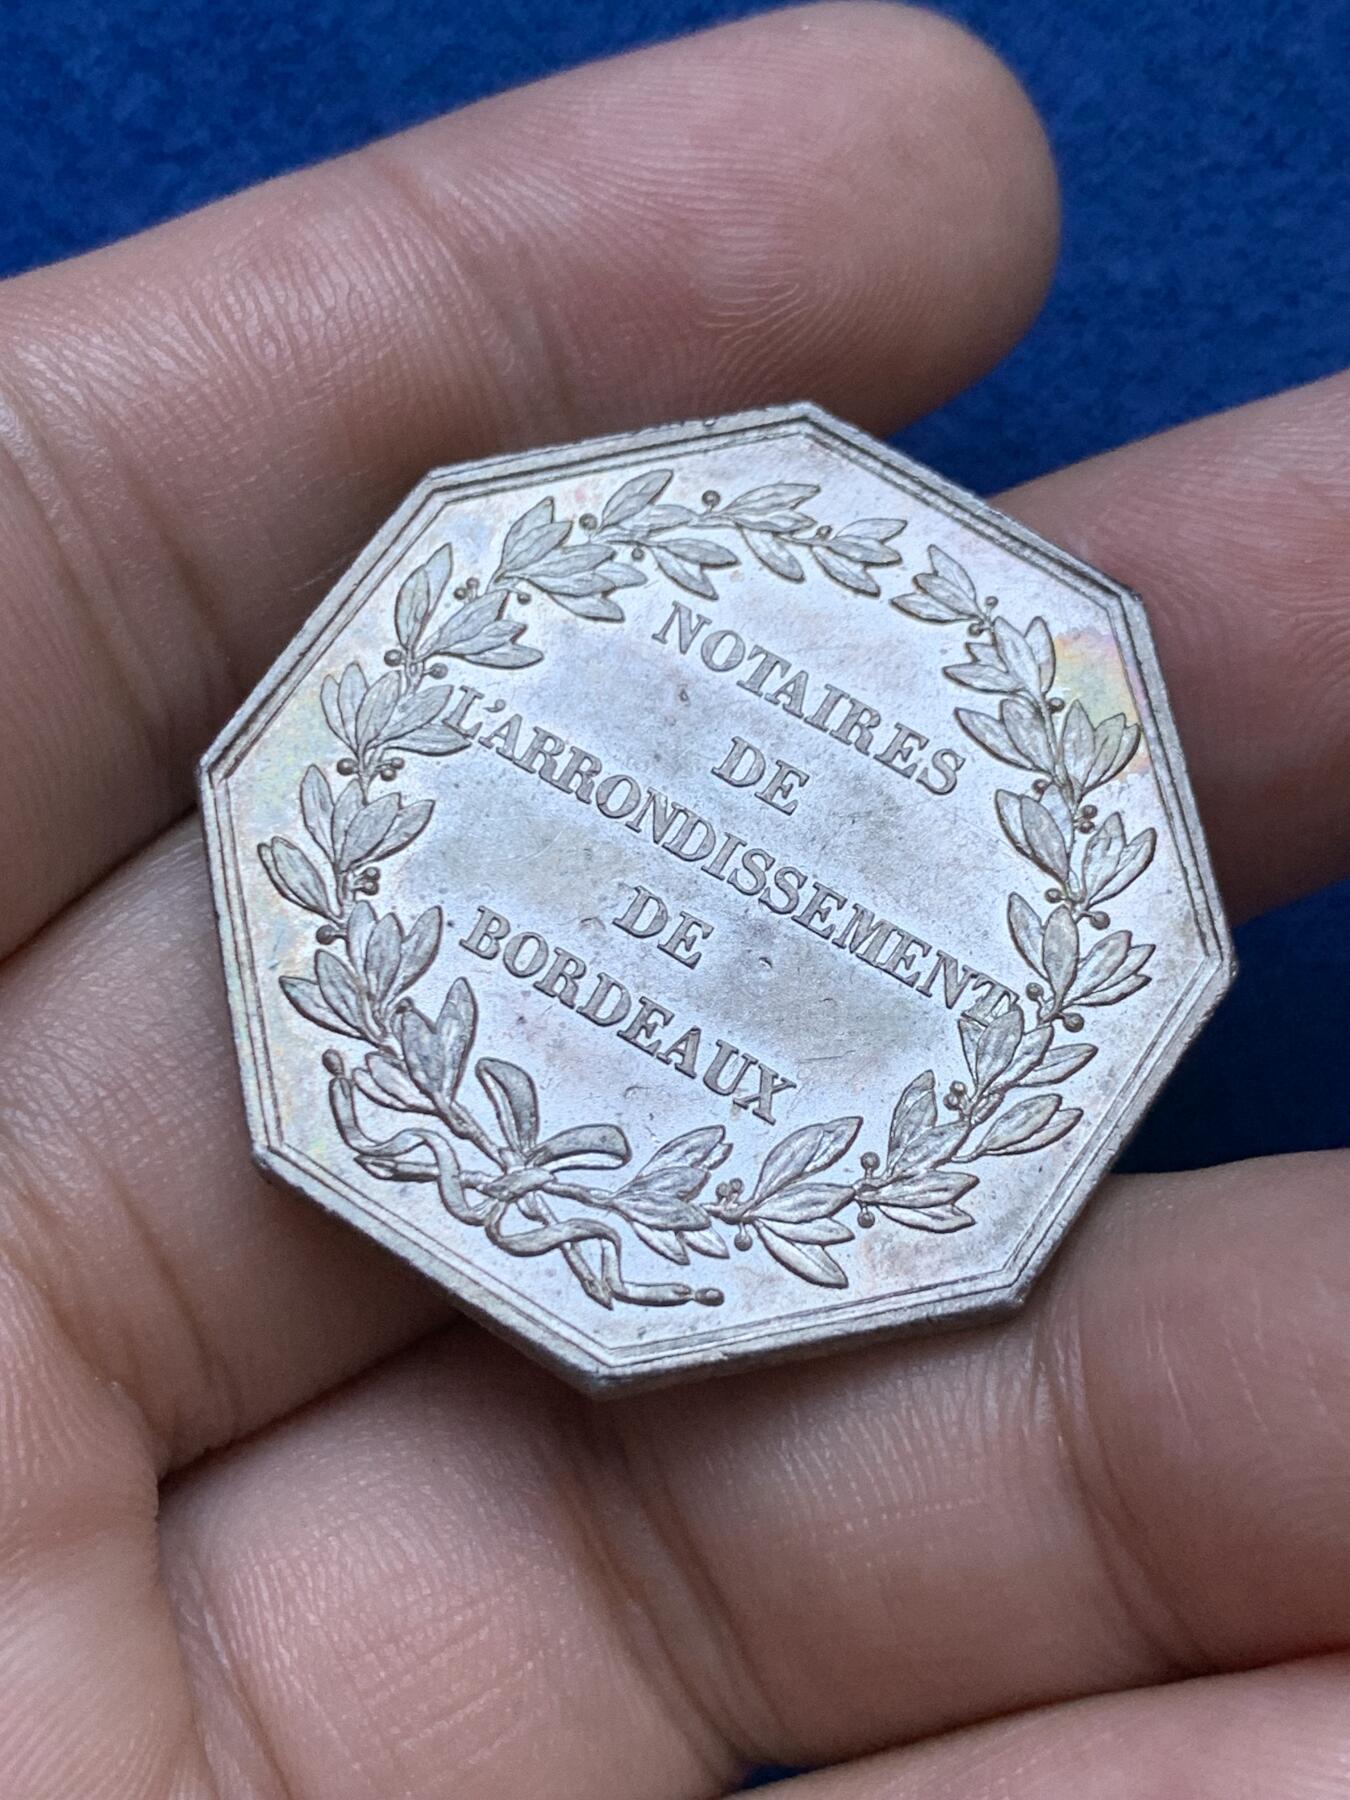 NOTAIRES
DE
L'ARRONDISSEMENT
DE
BORDEAUX